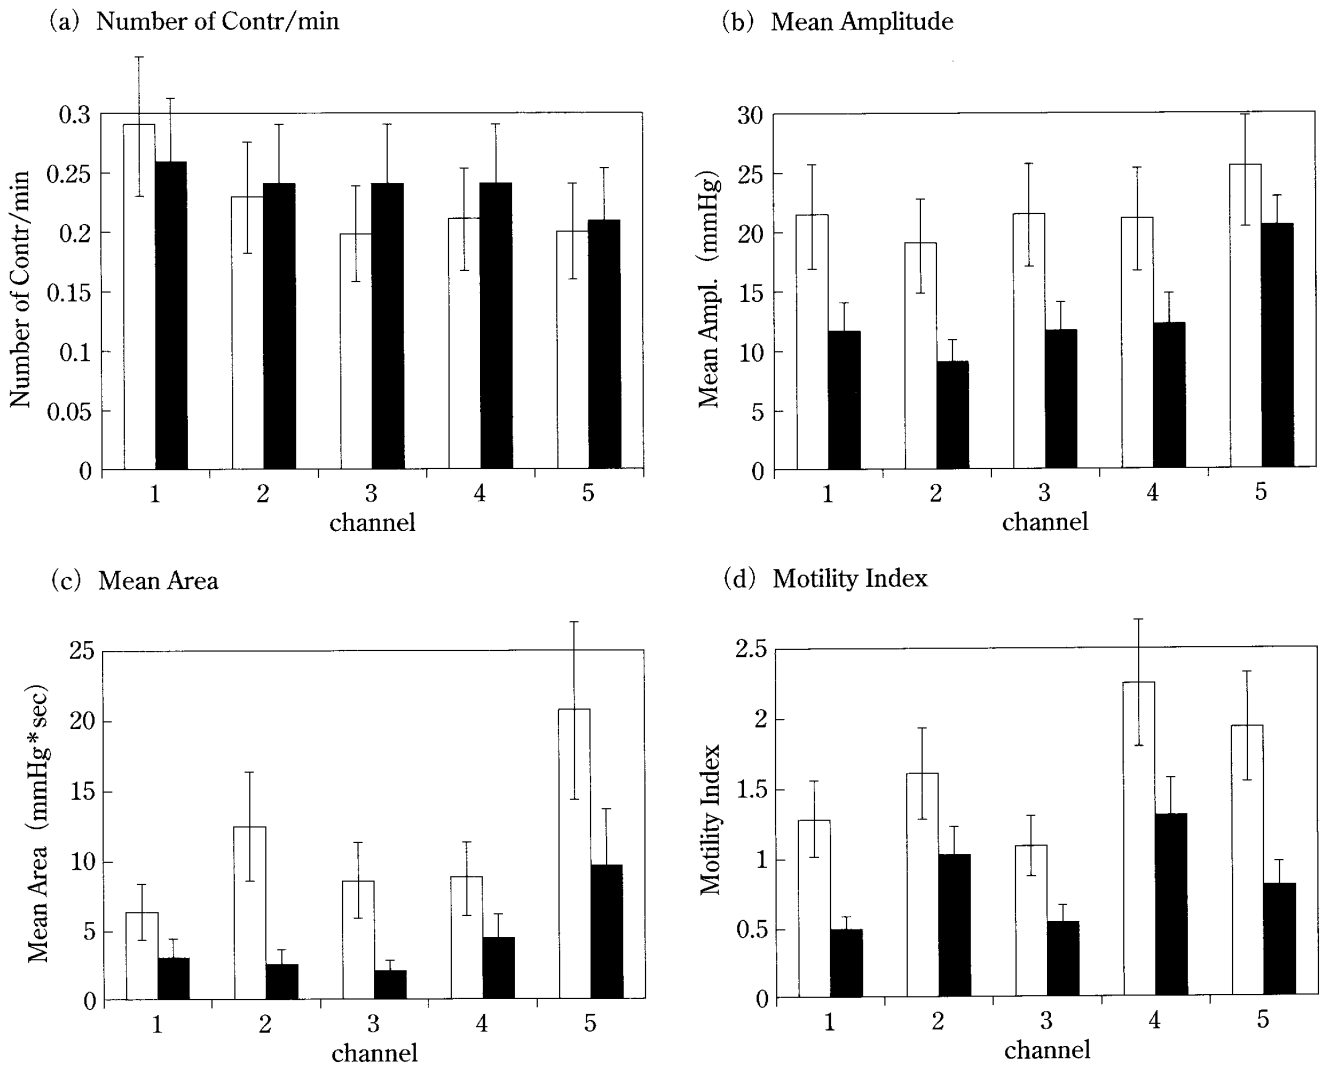 (a) Number of Contr/min
Number of Contr/min
0.3
0.25
0.2
0.15
0.1
0.05
0
1 2 3 4 5
channel
(b) Mean Amplitude
Mean Ampl. (mmHg)
30
25
20
15
10
5
0
1 2 3 4 5
channel
(c) Mean Area
Mean Area (mmHg*sec)
25
20
15
10
5
0
1 2 3 4 5
channel
(d) Motility Index
Motility Index
2.5
2
1.5
1
0.5
0
1 2 3 4 5
channel